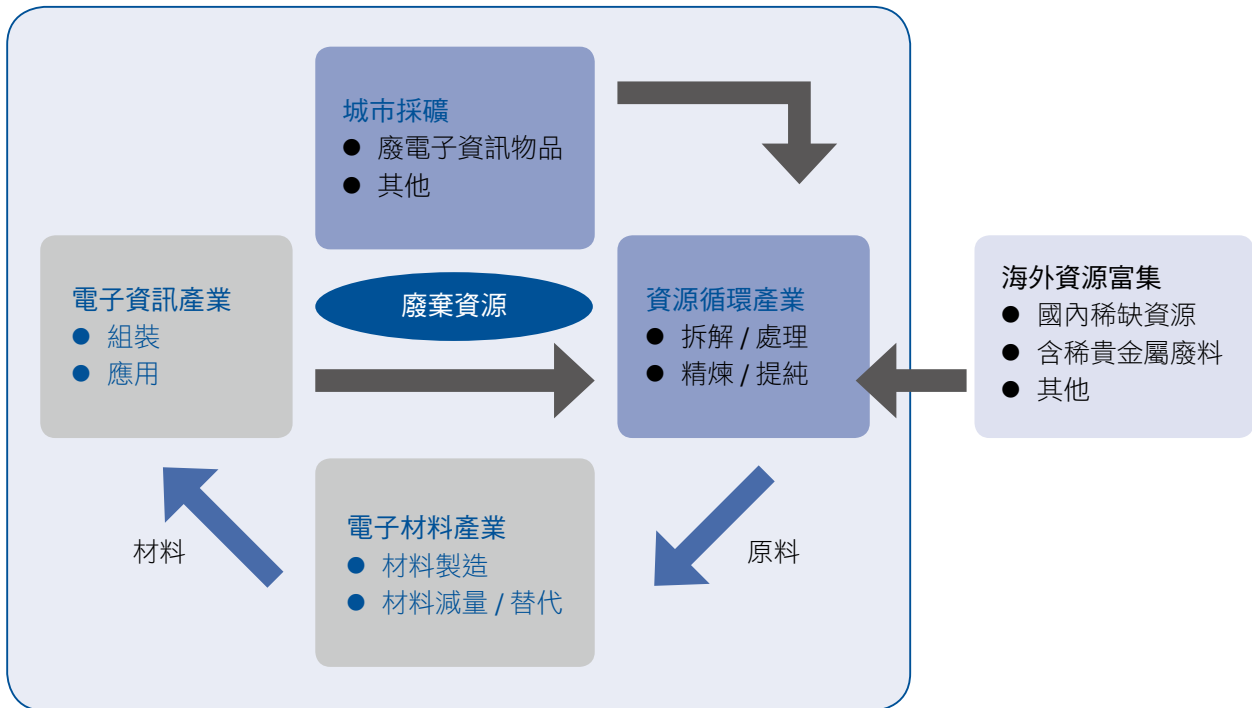 城市採礦
● 廢電子資訊物品
● 其他
電子資訊產業
● 組裝
● 應用
廢棄資源
資源循環產業
● 拆解 / 處理
● 精煉 / 提純
海外資源富集
● 國內稀缺資源
● 含稀貴金屬廢料
● 其他
材料
電子材料產業
● 材料製造
● 材料減量 / 替代
原料